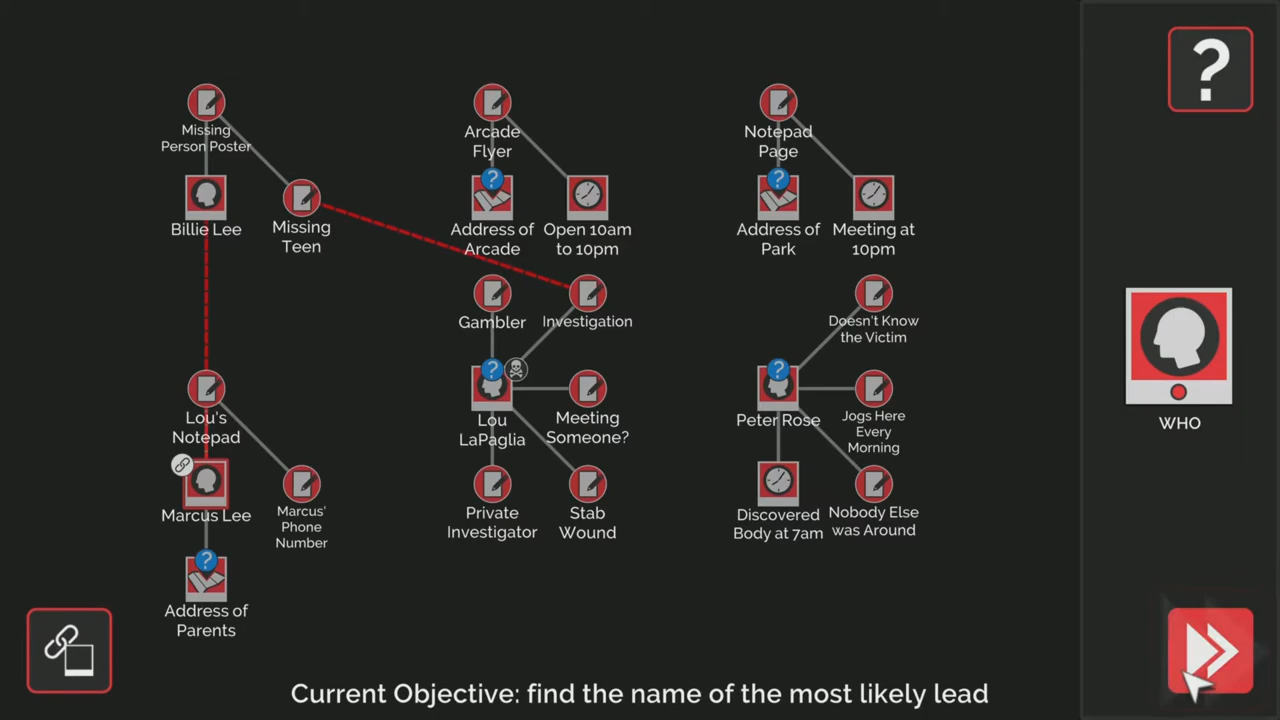 ?
Missing
Person Poster
Arcade
Flyer
Notepad
Page
?
?
Billie Lee
Missing
Teen
Address of
Arcade
Open 10am
to 10pm
Address of
Park
Meeting at
10pm
Gambler
Investigation
Doesn't Know
the Victim
?
?
Lou's
Notepad
Lou
LaPaglia
Meeting
Someone?
Peter Rose
Jogs Here
Every
Morning
WHO
Marcus Lee
Marcus'
Phone
Number
Private
Investigator
Stab
Wound
Discovered
Body at 7am
Nobody Else
was Around
?
Address of
Parents
Current Objective: find the name of the most likely lead